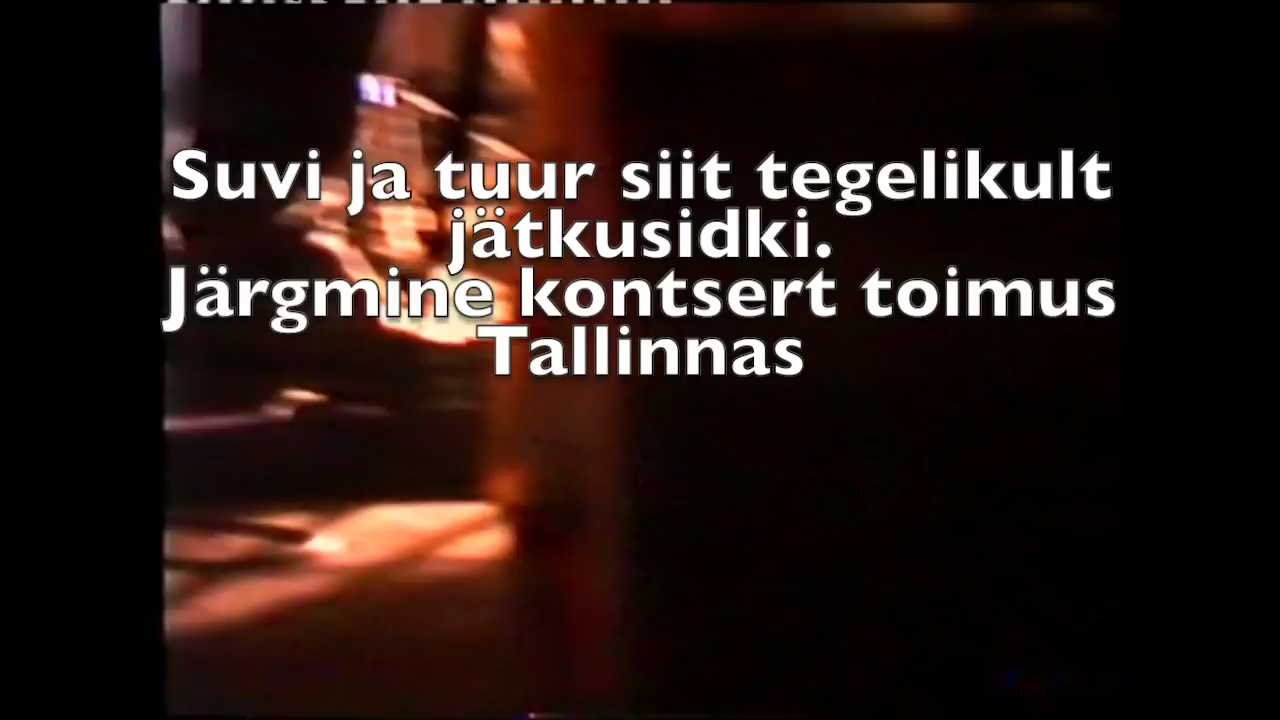 Suvi ja tuur siit tegelikult
jätkusidki.
Järgmine kontsert toimus
Tallinnas